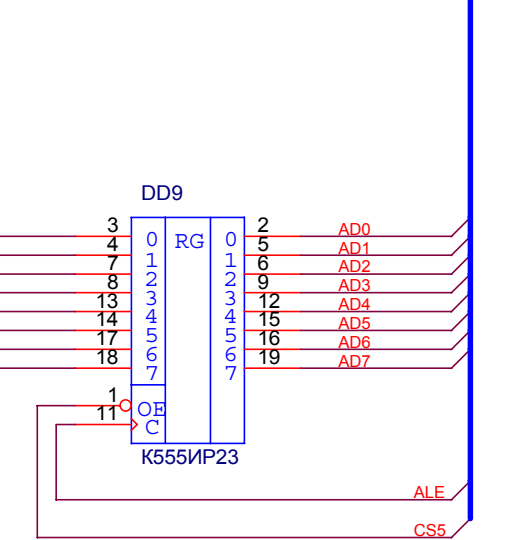 DD9
3 0 RG 0 2 AD0
4 1 1 5 AD1
7 2 2 6 AD2
8 3 3 9 AD3
13 4 4 12 AD4
14 5 5 15 AD5
17 6 6 16 AD6
18 7 7 19 AD7
1 OE
11 C
К555ИР23
ALE
CS5